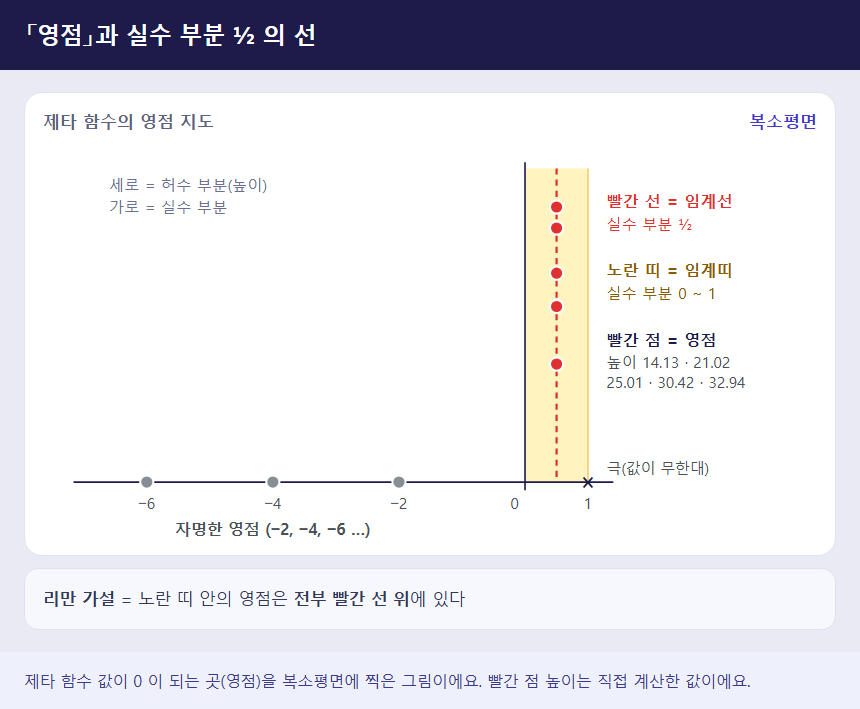 「영점」과 실수 부분 ½ 의 선
제타 함수의 영점 지도
복소평면
세로 = 허수 부분(높이)
가로 = 실수 부분
빨간 선 = 임계선
실수 부분 ½
노란 띠 = 임계띠
실수 부분 0 ~ 1
빨간 점 = 영점
높이 14.13 · 21.02
25.01 · 30.42 · 32.94
극(값이 무한대)
−6
−4
−2
0
1
자명한 영점 (−2, −4, −6 …)
리만 가설 = 노란 띠 안의 영점은 전부 빨간 선 위에 있다
제타 함수 값이 0 이 되는 곳(영점)을 복소평면에 찍은 그림이에요. 빨간 점 높이는 직접 계산한 값이에요.